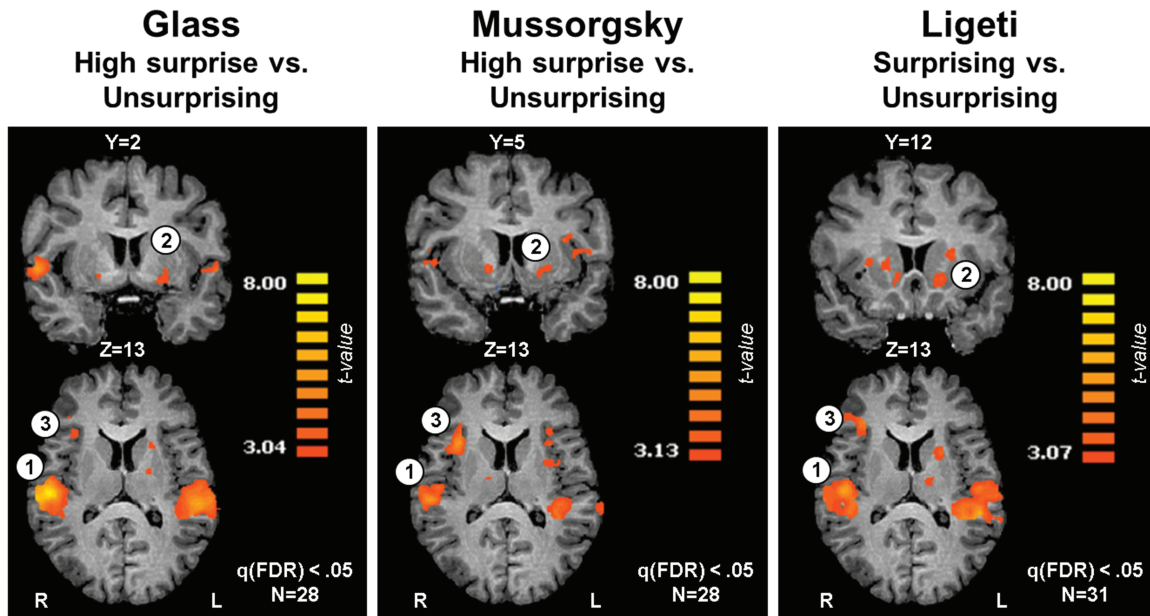 Glass
High surprise vs.
Unsurprising
Y=2
2
8.00
t-value
3.04
Z=13
3
1
q(FDR) < .05
N=28
R
L
Mussorgsky
High surprise vs.
Unsurprising
Y=5
2
8.00
t-value
3.13
Z=13
3
1
q(FDR) < .05
N=28
R
L
Ligeti
Surprising vs.
Unsurprising
Y=12
2
8.00
t-value
3.07
Z=13
3
1
q(FDR) < .05
N=31
R
L